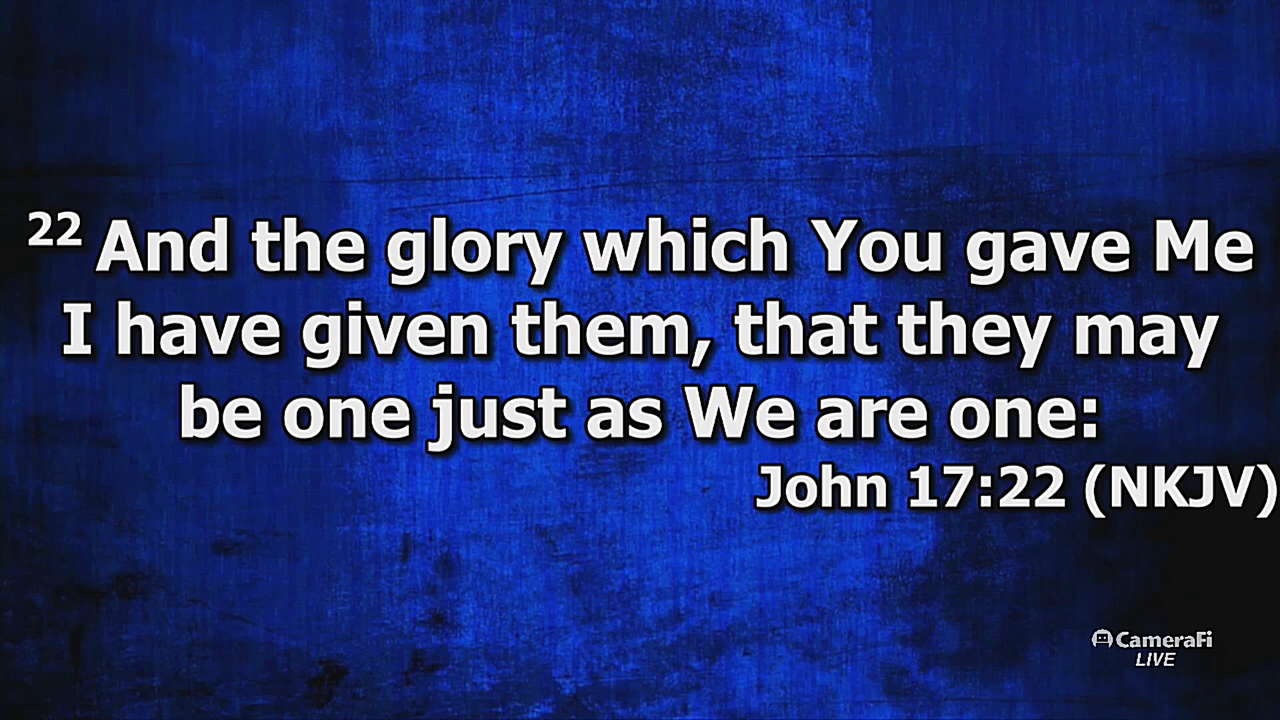 22 And the glory which You gave Me
I have given them, that they may
be one just as We are one:
John 17:22 (NKJV)
CameraFi
LIVE